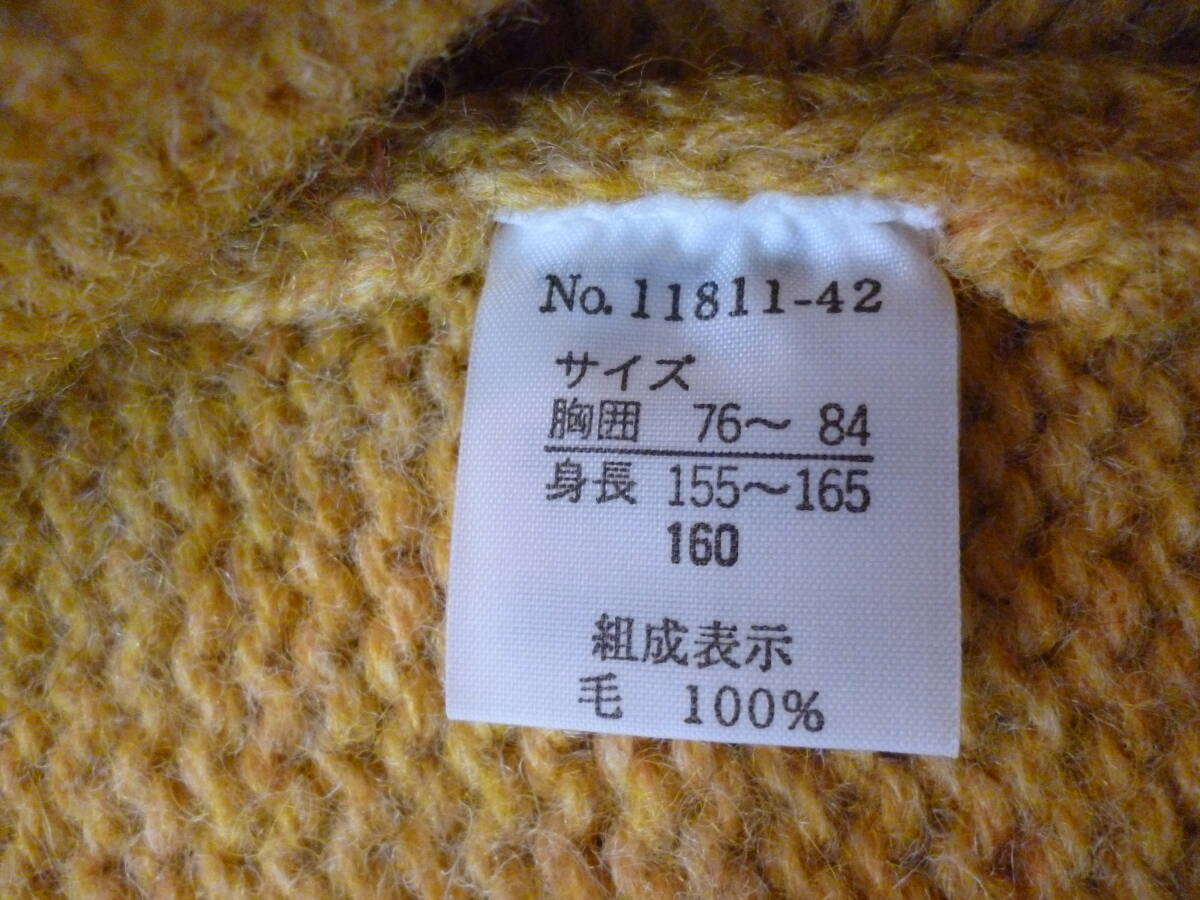 No. 11811-42
サイズ
胸囲 76〜 84
身長 155〜165
160
組成表示
毛 100%